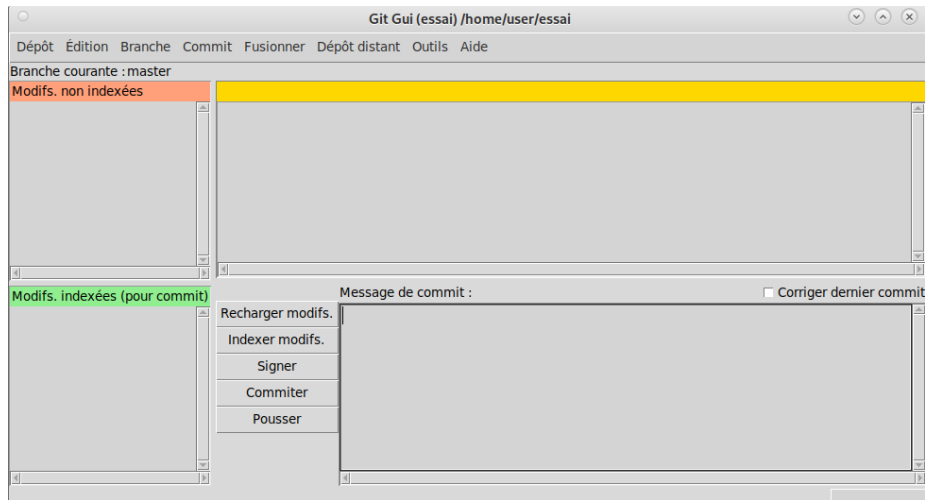 Git Gui (essai) /home/user/essai
Dépôt Édition Branche Commit Fusionner Dépôt distant Outils Aide
Branche courante : master
Modifs. non indexées
Modifs. indexées (pour commit)
Message de commit :
Corriger dernier commit
Recharger modifs.
Indexer modifs.
Signer
Commiter
Pousser